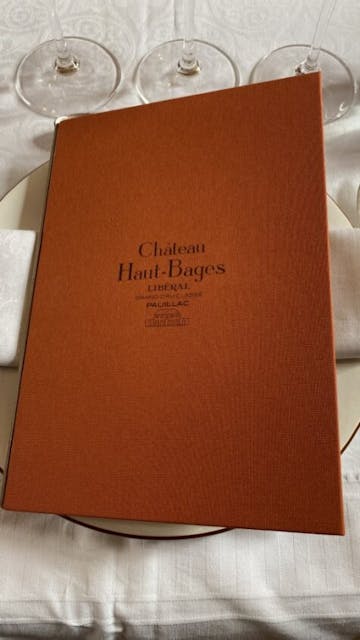 Château
Haut-Bages
LIBÉRAL
GRAND CRU CLASSÉ
PAUILLAC